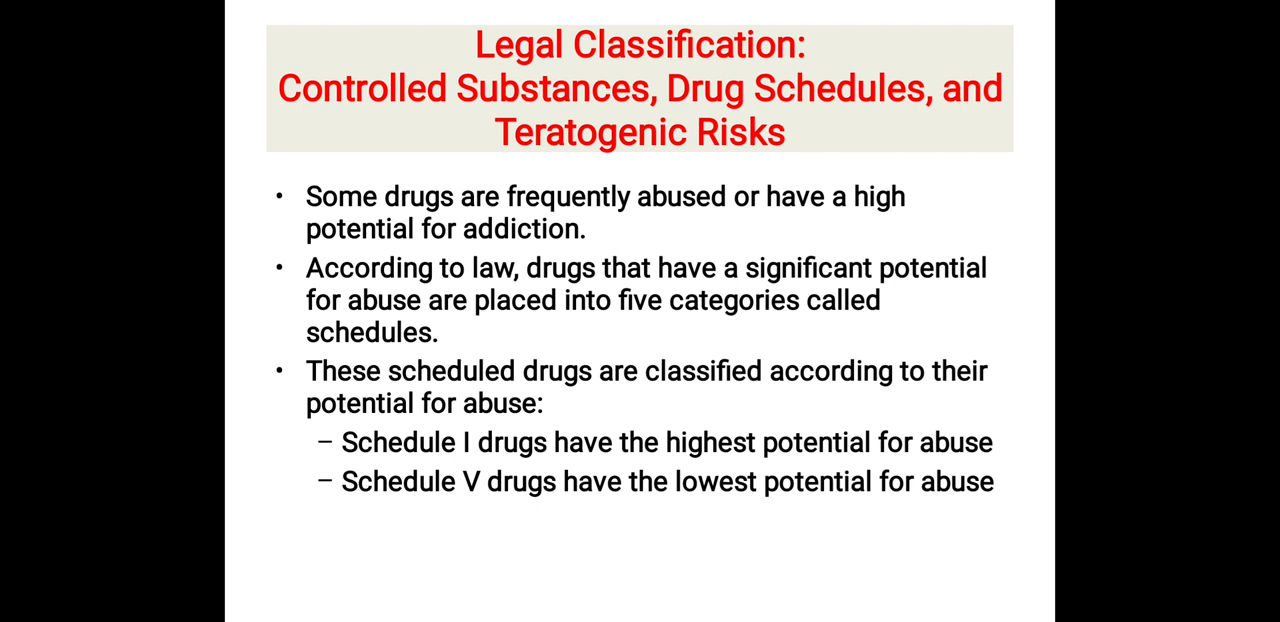 Legal Classification:
Controlled Substances, Drug Schedules, and
Teratogenic Risks
• Some drugs are frequently abused or have a high
potential for addiction.
• According to law, drugs that have a significant potential
for abuse are placed into five categories called
schedules.
• These scheduled drugs are classified according to their
potential for abuse:
– Schedule I drugs have the highest potential for abuse
– Schedule V drugs have the lowest potential for abuse